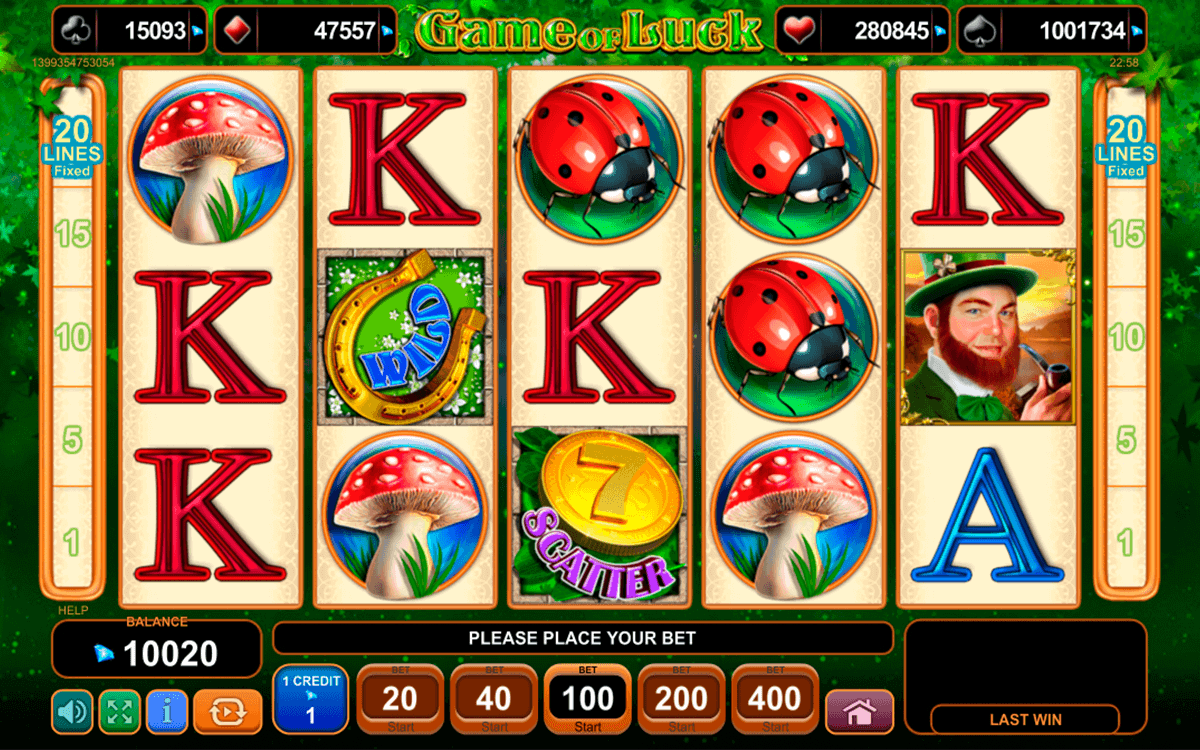 15093
47557
Game of Luck
280845
1001734
1399354753054
22:58
20
LINES
Fixed
15
10
5
1
K
K
K
K
WILD
K
7
SCATTER
A
20
LINES
Fixed
15
10
5
1
HELP
BALANCE
10020
PLEASE PLACE YOUR BET
1 CREDIT
1
BET
20
Start
BET
40
Start
BET
100
Start
BET
200
Start
BET
400
Start
LAST WIN
i